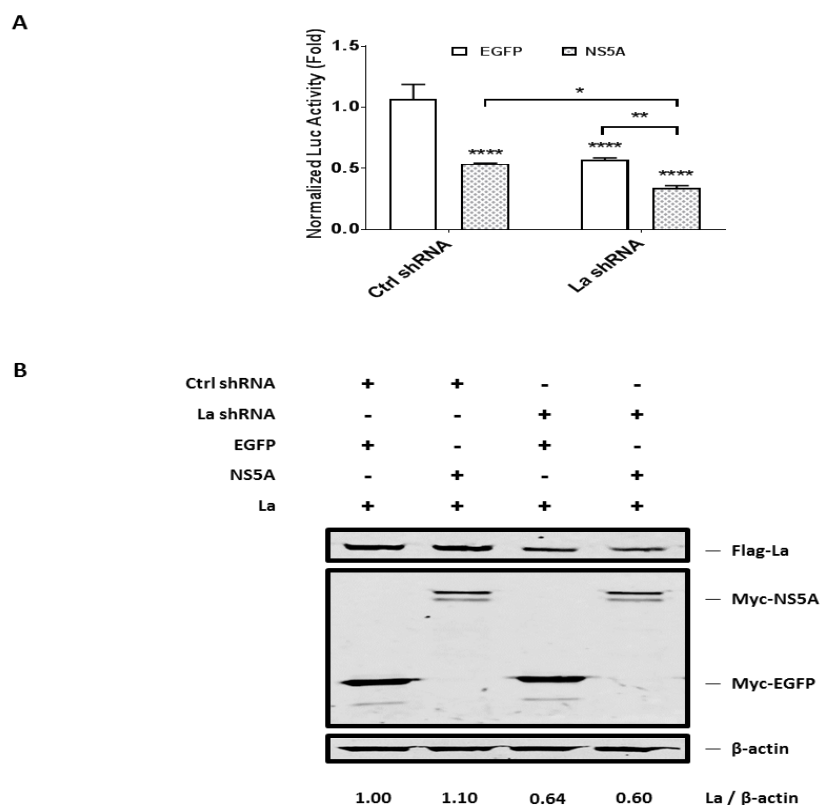 A
Normalized Luc Activity (Fold)
1.5
1.0
0.5
0.0
EGFP NS5A
*
**
**** **** ****
Ctrl shRNA La shRNA
B
Ctrl shRNA + + - -
La shRNA - - + +
EGFP + - + -
NS5A - + - +
La + + + +
— Flag-La
— Myc-NS5A
— Myc-EGFP
— β-actin
1.00 1.10 0.64 0.60 La / β-actin